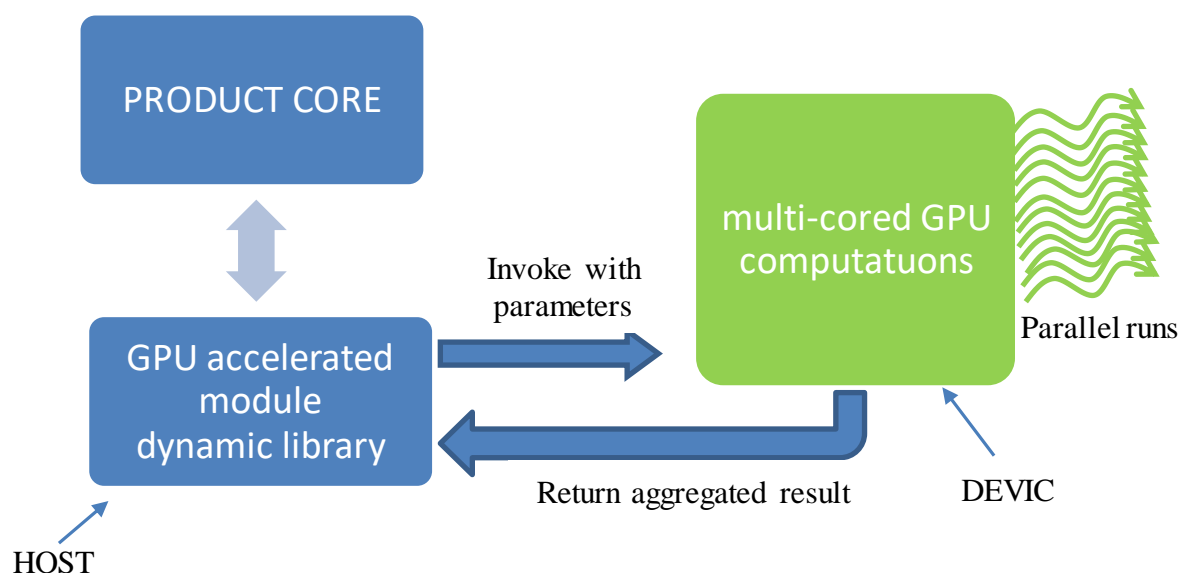 PRODUCT CORE
multi-cored GPU
computatuons
Invoke with
parameters
Parallel runs
GPU accelerated
module
dynamic library
Return aggregated result
DEVIC
HOST